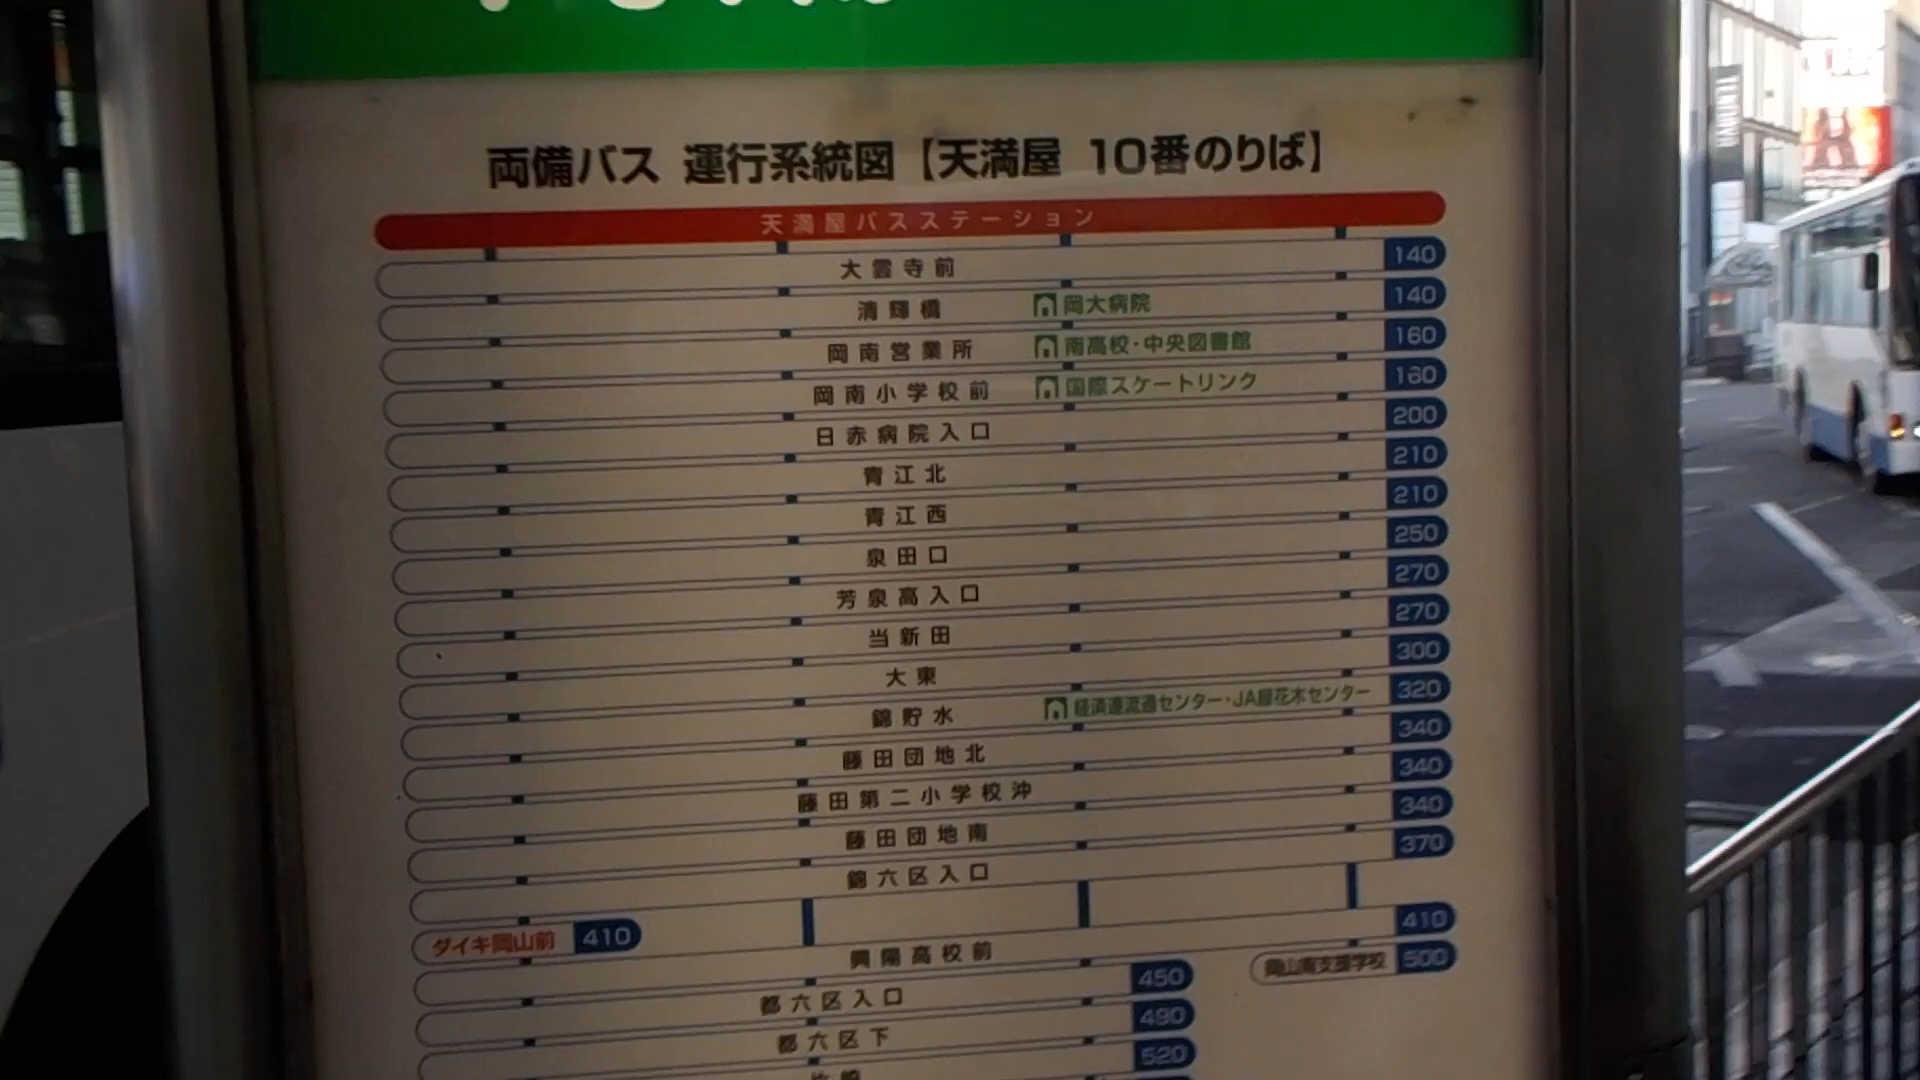 両備バス 運行系統図【天満屋 10番のりば】
天満屋バスステーション
大雲寺前 140
清輝橋 岡大病院 140
岡南営業所 南高校・中央図書館 160
岡南小学校前 国際スケートリンク 160
日赤病院入口 200
青江北 210
青江西 210
泉田口 250
芳泉高入口 270
当新田 270
大東 300
錦貯水 経済連流通センター・JA緑花木センター 320
藤田団地北 340
藤田第二小学校沖 340
藤田団地南 340
錦六区入口 370
ダイキ岡山前 410
興陽高校前 410
岡山南支援学校 500
都六区入口 450
都六区下 490
520